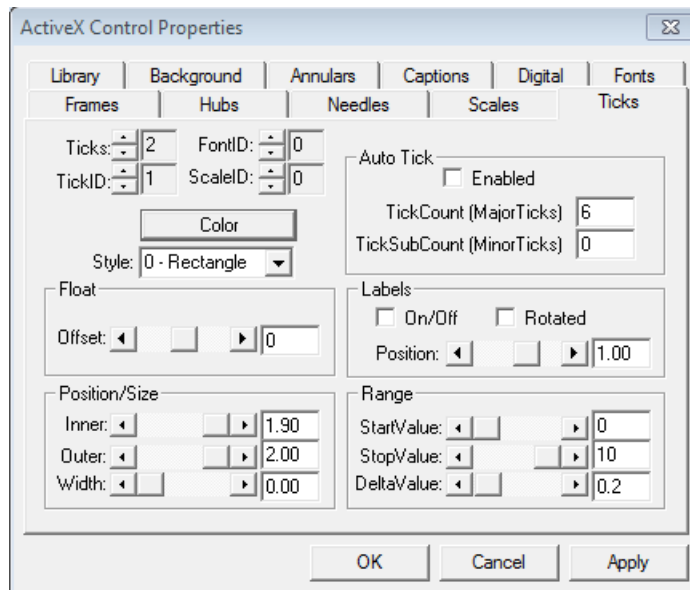 ActiveX Control Properties
Library Background Annulars Captions Digital Fonts
Frames Hubs Needles Scales Ticks
Ticks: 2 FontID: 0
TickID: 1 ScaleID: 0
Color
Style: 0 - Rectangle
Auto Tick
Enabled
TickCount (MajorTicks) 6
TickSubCount (MinorTicks) 0
Float
Offset: 0
Labels
On/Off Rotated
Position: 1.00
Position/Size
Inner: 1.90
Outer: 2.00
Width: 0.00
Range
StartValue: 0
StopValue: 10
DeltaValue: 0.2
OK Cancel Apply